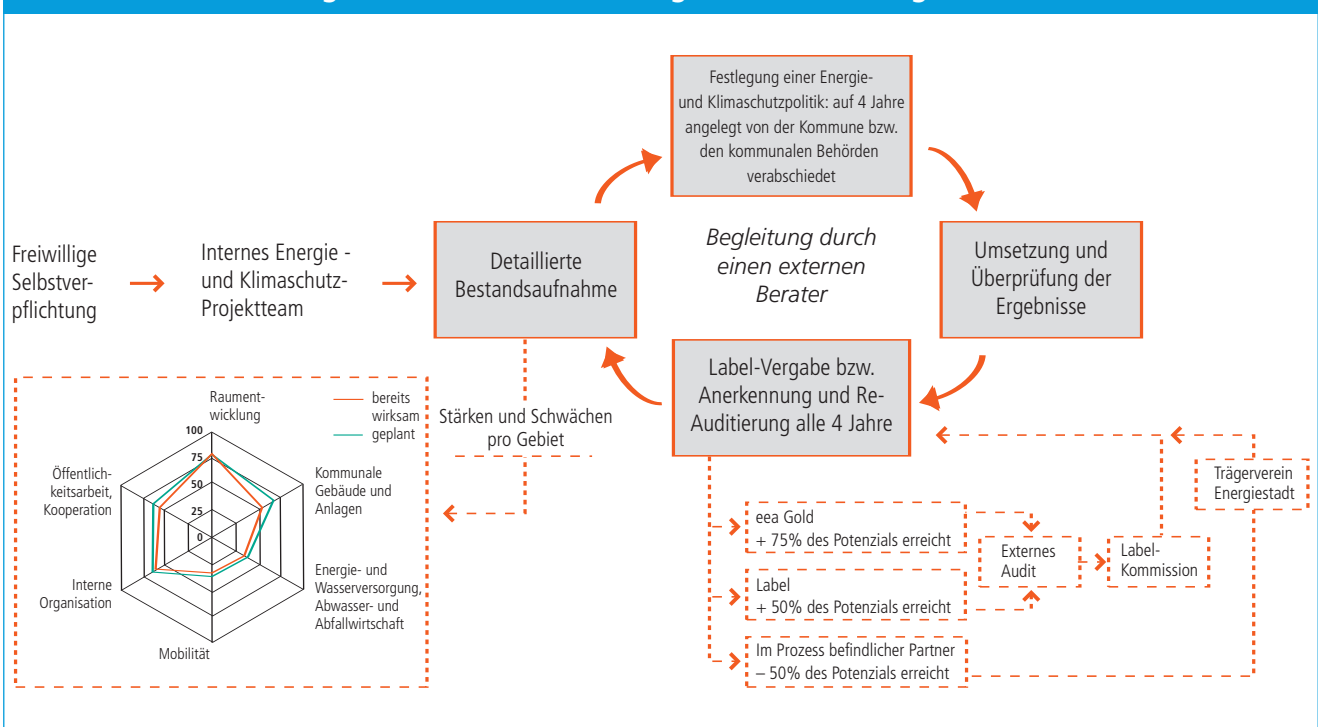 Festlegung einer Energie-
und Klimaschutzpolitik: auf 4 Jahre
angelegt von der Kommune bzw.
den kommunalen Behörden
verabschiedet
Freiwillige
Selbstver-
pflichtung
Internes Energie -
und Klimaschutz-
Projektteam
Detaillierte
Bestandsaufnahme
Begleitung durch
einen externen
Berater
Umsetzung und
Überprüfung der
Ergebnisse
Label-Vergabe bzw.
Anerkennung und Re-
Auditierung alle 4 Jahre
Stärken und Schwächen
pro Gebiet
Raument-
wicklung
bereits
wirksam
geplant
100
75
50
25
0
Öffentlich-
keitsarbeit,
Kooperation
Kommunale
Gebäude und
Anlagen
Interne
Organisation
Energie- und
Wasserversorgung,
Abwasser- und
Abfallwirtschaft
Mobilität
eea Gold
+ 75% des Potenzials erreicht
Label
+ 50% des Potenzials erreicht
Im Prozess befindlicher Partner
– 50% des Potenzials erreicht
Externes
Audit
Label-
Kommission
Trägerverein
Energiestadt